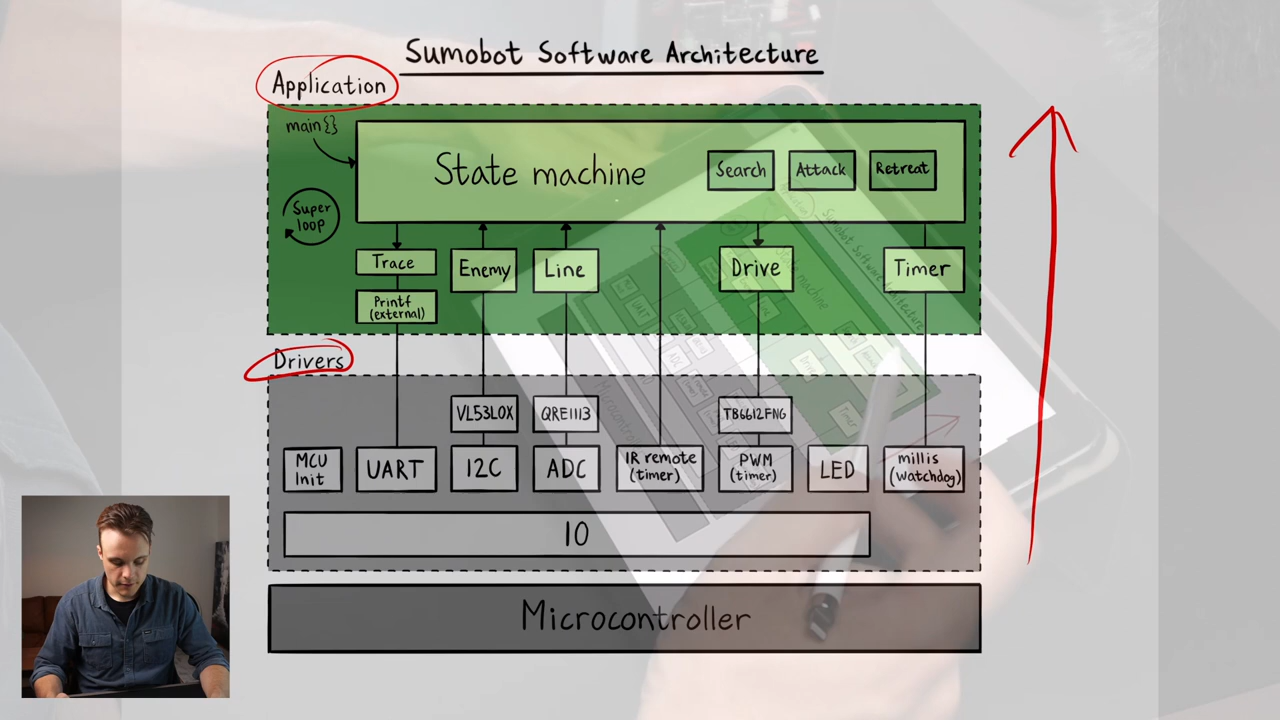 Sumobot Software Architecture
Application
main{}
State machine
Search
Attack
Retreat
Super
loop
Trace
Enemy
Line
Drive
Timer
Printf
(external)
Drivers
VL53L0X
QRE1113
TB6612FNG
MCU
Init
UART
I2C
ADC
IR remote
(timer)
PWM
(timer)
LED
millis
(watchdog)
IO
Microcontroller